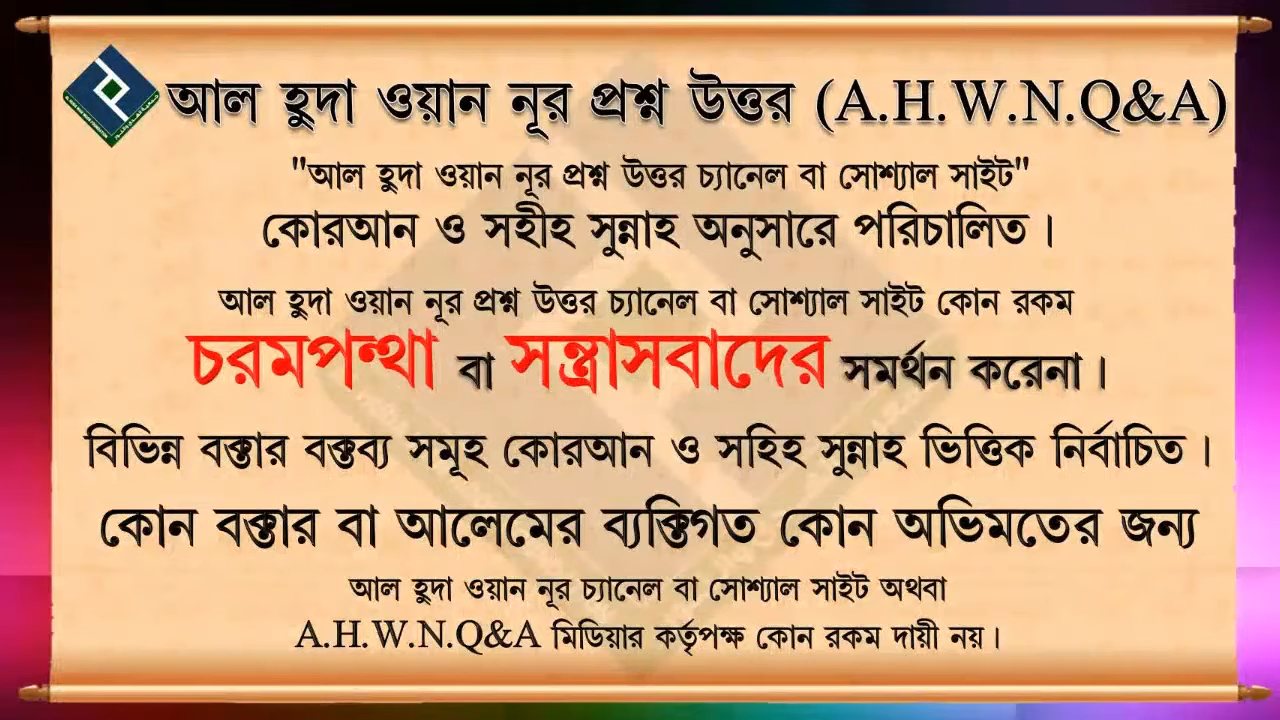 আল হুদা ওয়ান নূর প্রশ্ন উত্তর (A.H.W.N.Q&A)
"আল হুদা ওয়ান নূর প্রশ্ন উত্তর চ্যানেল বা সোশ্যাল সাইট"
কোরআন ও সহীহ সুন্নাহ অনুসারে পরিচালিত।
আল হুদা ওয়ান নূর প্রশ্ন উত্তর চ্যানেল বা সোশ্যাল সাইট কোন রকম
চরমপন্থা বা সন্ত্রাসবাদের সমর্থন করেনা।
বিভিন্ন বক্তার বক্তব্য সমূহ কোরআন ও সহিহ সুন্নাহ ভিত্তিক নির্বাচিত।
কোন বক্তার বা আলেমের ব্যক্তিগত কোন অভিমতের জন্য
আল হুদা ওয়ান নূর চ্যানেল বা সোশ্যাল সাইট অথবা
A.H.W.N.Q&A মিডিয়ার কর্তৃপক্ষ কোন রকম দায়ী নয়।